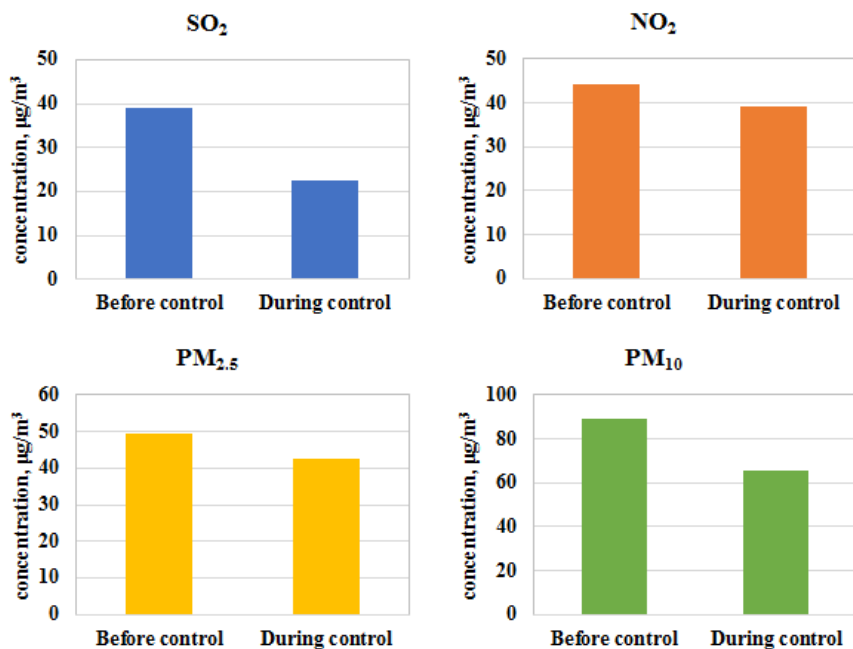 SO₂
concentration, µg/m³
50
40
30
20
10
0
Before control During control
NO₂
concentration, µg/m³
50
40
30
20
10
0
Before control During control
PM₂.₅
concentration, µg/m³
60
50
40
30
20
10
0
Before control During control
PM₁₀
concentration, µg/m³
100
80
60
40
20
0
Before control During control